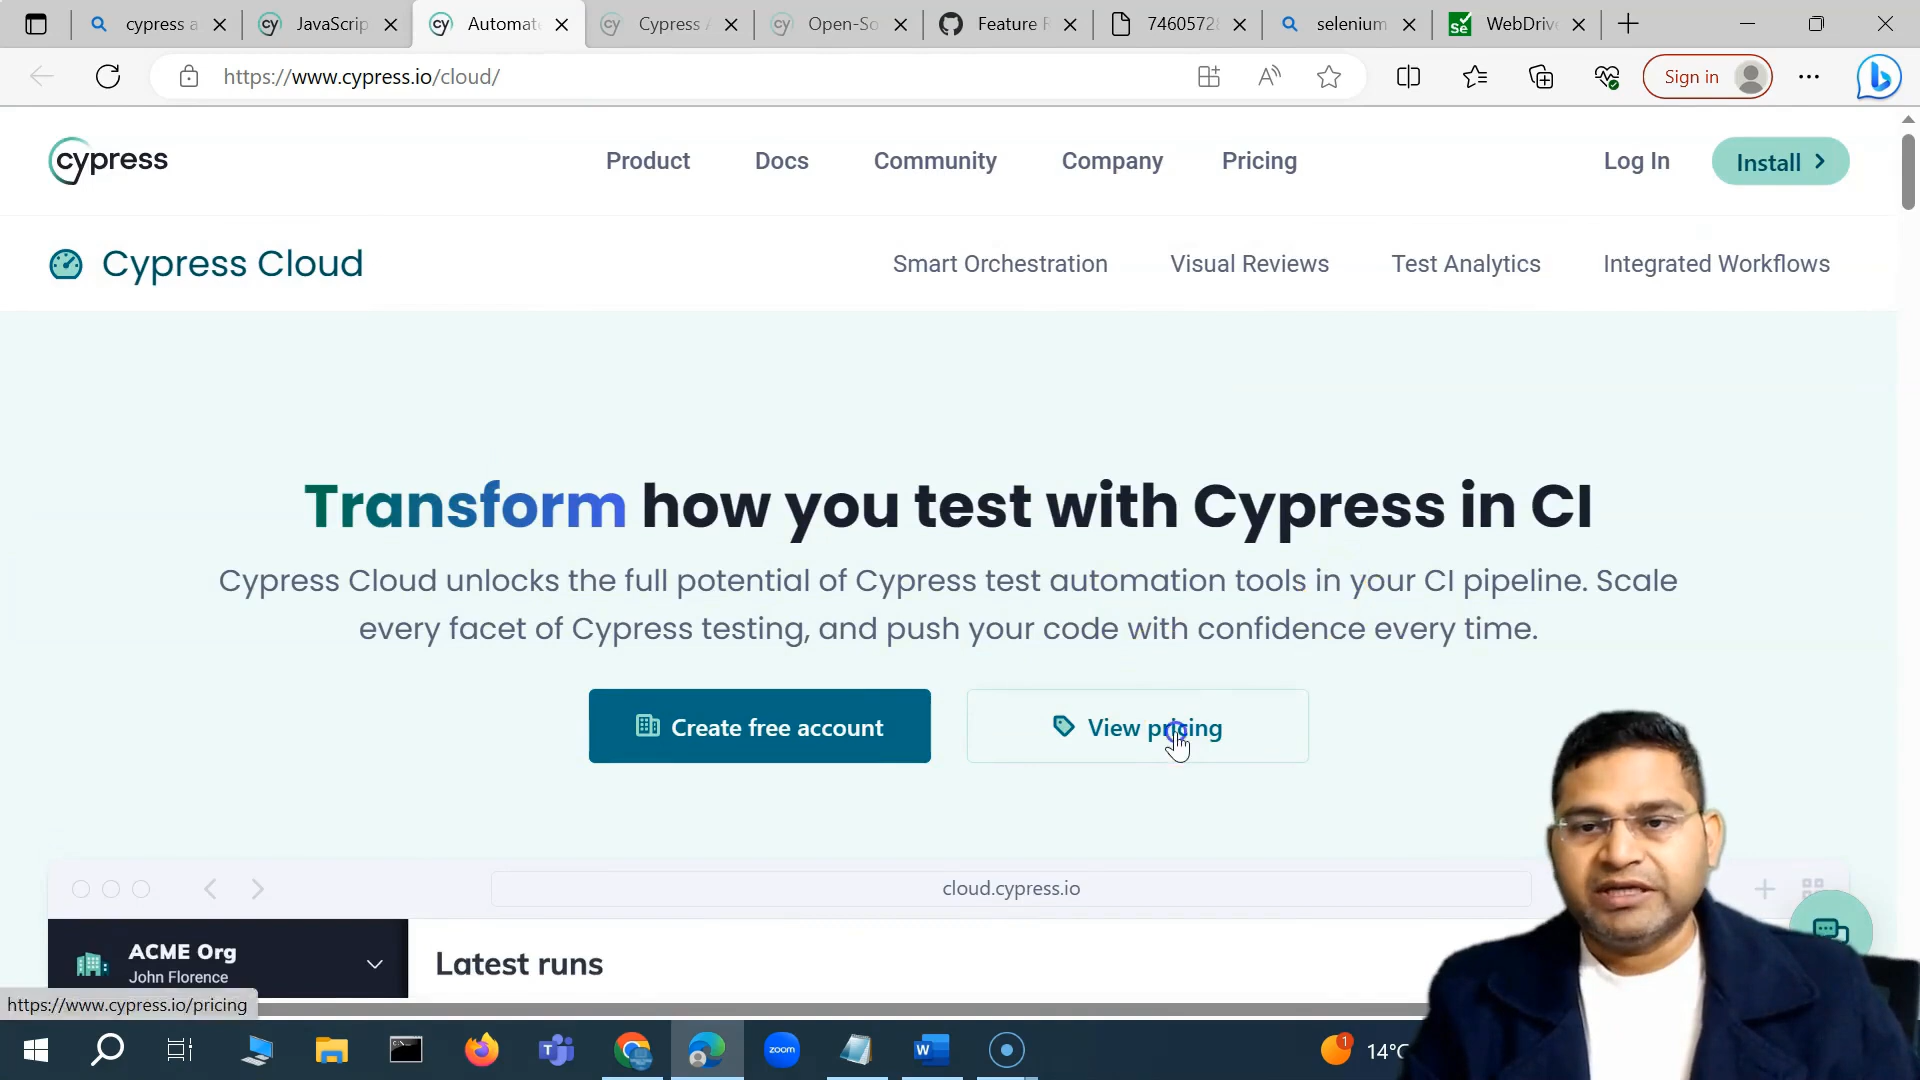 cypress a
JavaScrip
Automat
Cypress A
Open-So
Feature R
74605728
selenium
WebDrive
https://www.cypress.io/cloud/
Sign in
cypress
Product
Docs
Community
Company
Pricing
Log In
Install
Cypress Cloud
Smart Orchestration
Visual Reviews
Test Analytics
Integrated Workflows
Transform how you test with Cypress in CI
Cypress Cloud unlocks the full potential of Cypress test automation tools in your CI pipeline. Scale
every facet of Cypress testing, and push your code with confidence every time.
Create free account
View pricing
cloud.cypress.io
ACME Org
John Florence
Latest runs
https://www.cypress.io/pricing
zoom
1
14°C